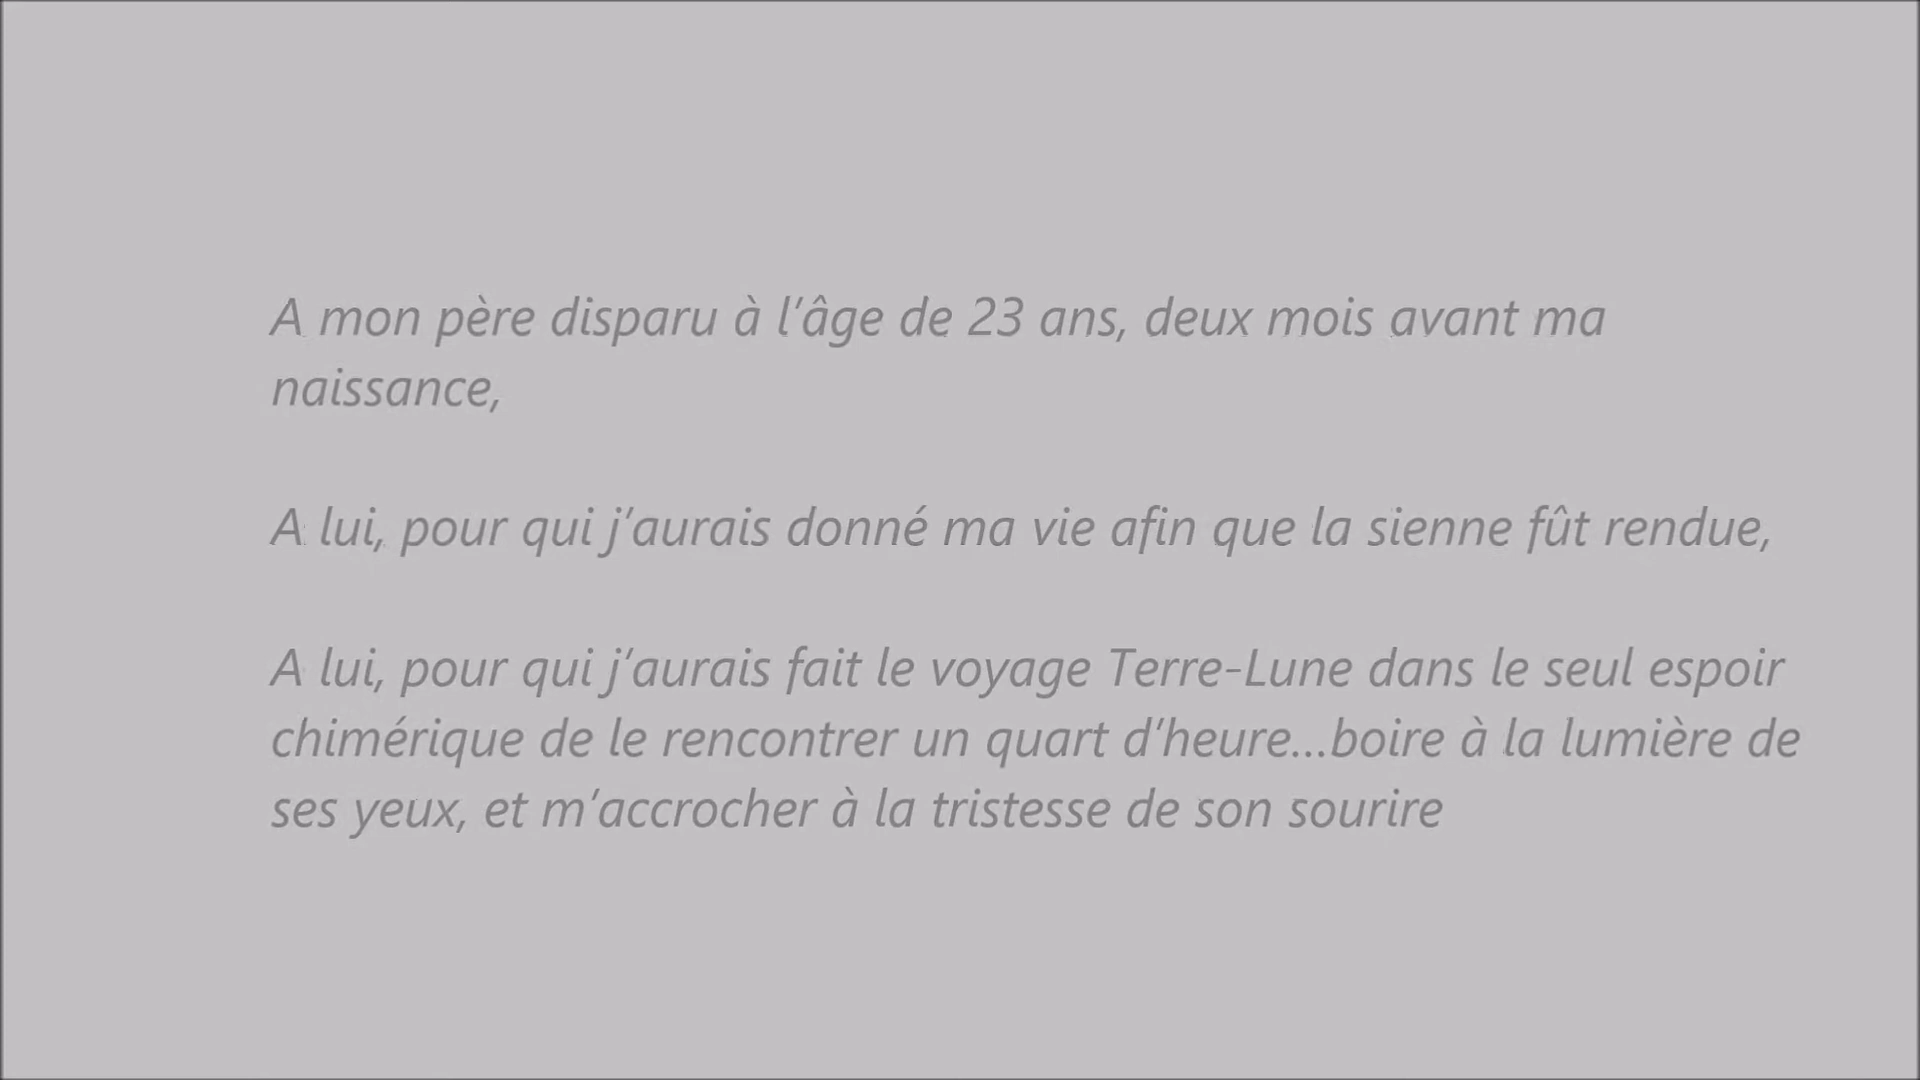 A mon père disparu à l’âge de 23 ans, deux mois avant ma
naissance,
A lui, pour qui j’aurais donné ma vie afin que la sienne fût rendue,
A lui, pour qui j’aurais fait le voyage Terre-Lune dans le seul espoir
chimérique de le rencontrer un quart d’heure…boire à la lumière de
ses yeux, et m’accrocher à la tristesse de son sourire